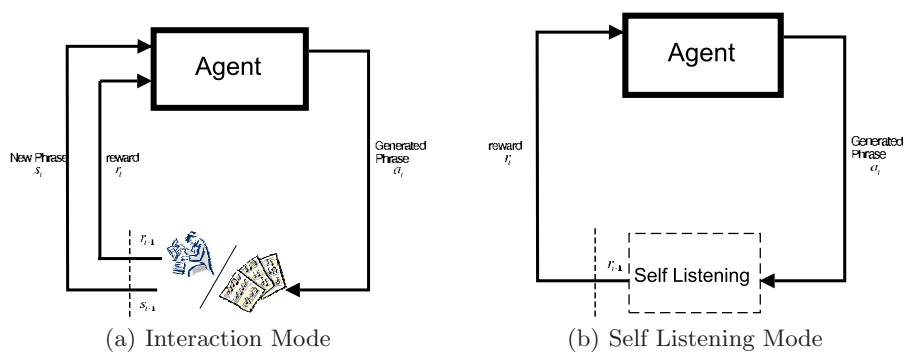 Agent
New Phrase
s_t
reward
r_t
Generated
Phrase
a_t
r_{t+1}
s_{t+1}
(a) Interaction Mode
Agent
reward
r_t
Generated
Phrase
a_t
r_{t+1}
Self Listening
(b) Self Listening Mode